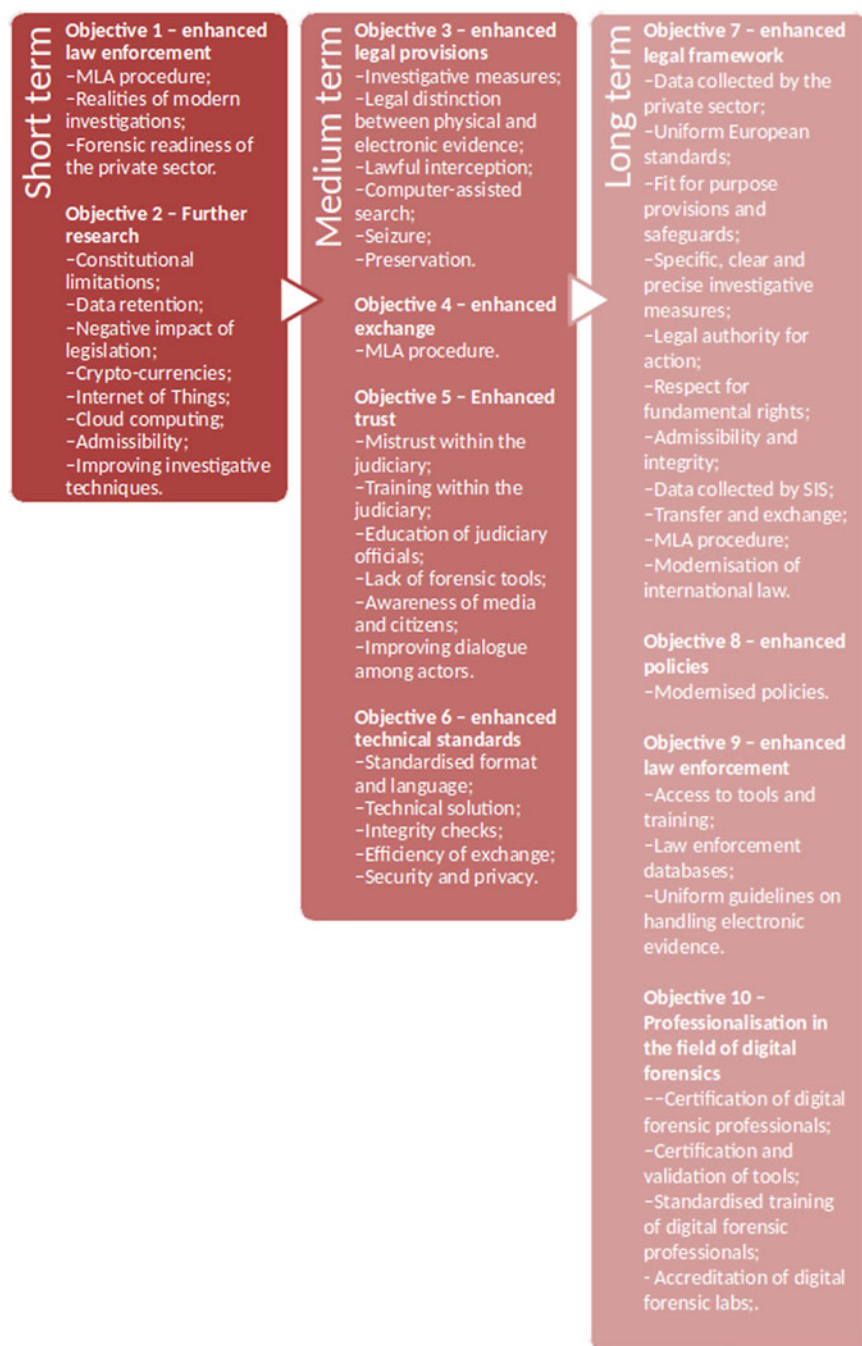 Short term
Objective 1 – enhanced
law enforcement
–MLA procedure;
–Realities of modern
investigations;
–Forensic readiness of
the private sector.
Objective 2 – Further
research
–Constitutional
limitations;
–Data retention;
–Negative impact of
legislation;
–Crypto-currencies;
–Internet of Things;
–Cloud computing;
–Admissibility;
–Improving investigative
techniques.
Medium term
Objective 3 – enhanced
legal provisions
–Investigative measures;
–Legal distinction
between physical and
electronic evidence;
–Lawful interception;
–Computer-assisted
search;
–Seizure;
–Preservation.
Objective 4 – enhanced
exchange
–MLA procedure.
Objective 5 – Enhanced
trust
–Mistrust within the
judiciary;
–Training within the
judiciary;
–Education of judiciary
officials;
–Lack of forensic tools;
–Awareness of media
and citizens;
–Improving dialogue
among actors.
Objective 6 – enhanced
technical standards
–Standardised format
and language;
–Technical solution;
–Integrity checks;
–Efficiency of exchange;
–Security and privacy.
Long term
Objective 7 – enhanced
legal framework
–Data collected by the
private sector;
–Uniform European
standards;
–Fit for purpose
provisions and
safeguards;
–Specific, clear and
precise investigative
measures;
–Legal authority for
action;
–Respect for
fundamental rights;
–Admissibility and
integrity;
–Data collected by SIS;
–Transfer and exchange;
–MLA procedure;
–Modernisation of
international law.
Objective 8 – enhanced
policies
–Modernised policies.
Objective 9 – enhanced
law enforcement
–Access to tools and
training;
–Law enforcement
databases;
–Uniform guidelines on
handling electronic
evidence.
Objective 10 –
Professionalisation in
the field of digital
forensics
––Certification of digital
forensic professionals;
–Certification and
validation of tools;
–Standardised training
of digital forensic
professionals;
- Accreditation of digital
forensic labs;.